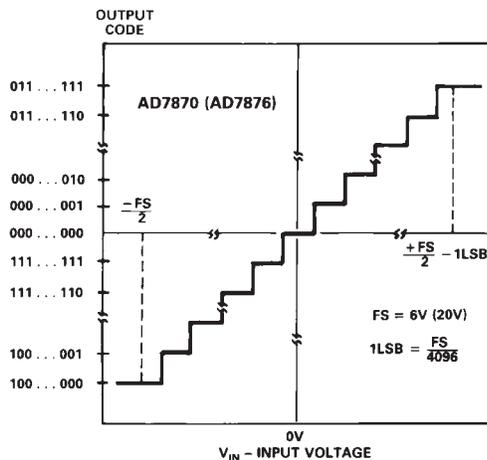 OUTPUT
CODE
011 . . . 111
AD7870 (AD7876)
011 . . . 110
000 . . . 010
000 . . . 001
–FS
2
000 . . . 000
111 . . . 111
+FS
2
– 1LSB
111 . . . 110
FS = 6V (20V)
100 . . . 001
1LSB = FS
4096
100 . . . 000
0V
VIN – INPUT VOLTAGE